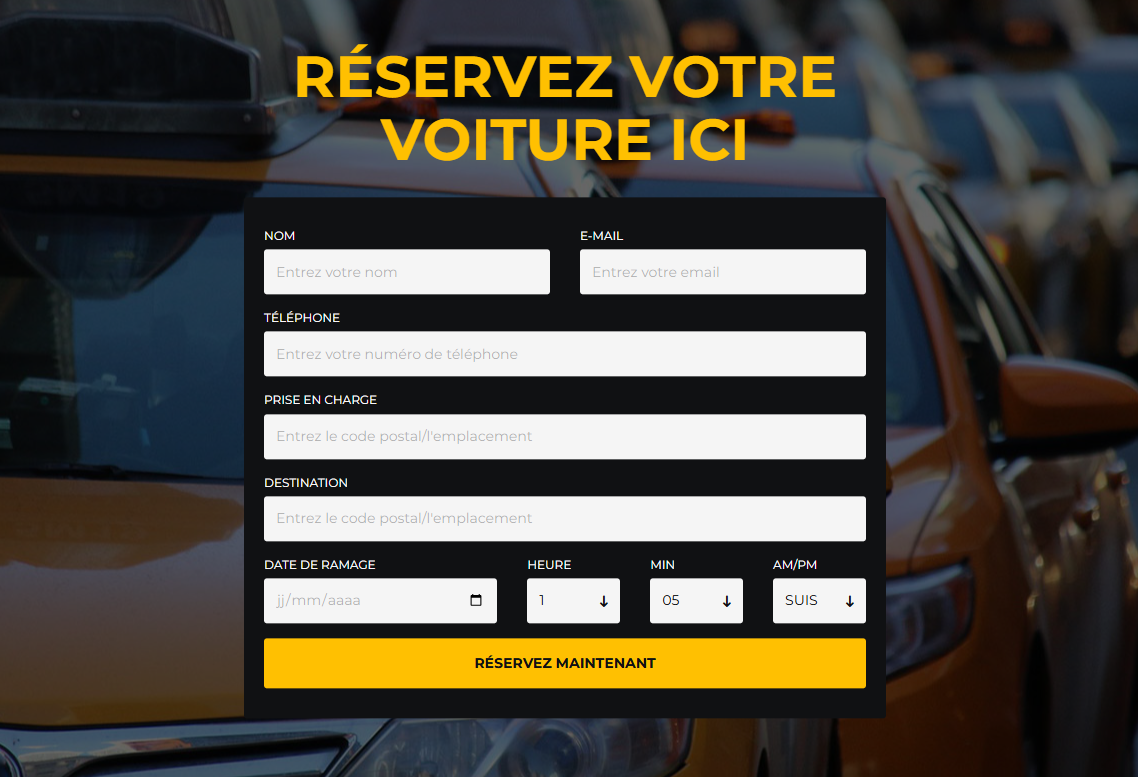 RÉSERVEZ VOTRE
VOITURE ICI
NOM
E-MAIL
Entrez votre nom
Entrez votre email
TÉLÉPHONE
Entrez votre numéro de téléphone
PRISE EN CHARGE
Entrez le code postal/l'emplacement
DESTINATION
Entrez le code postal/l'emplacement
DATE DE RAMAGE
HEURE
MIN
AM/PM
jj/mm/aaaa
1
05
SUIS
RÉSERVEZ MAINTENANT